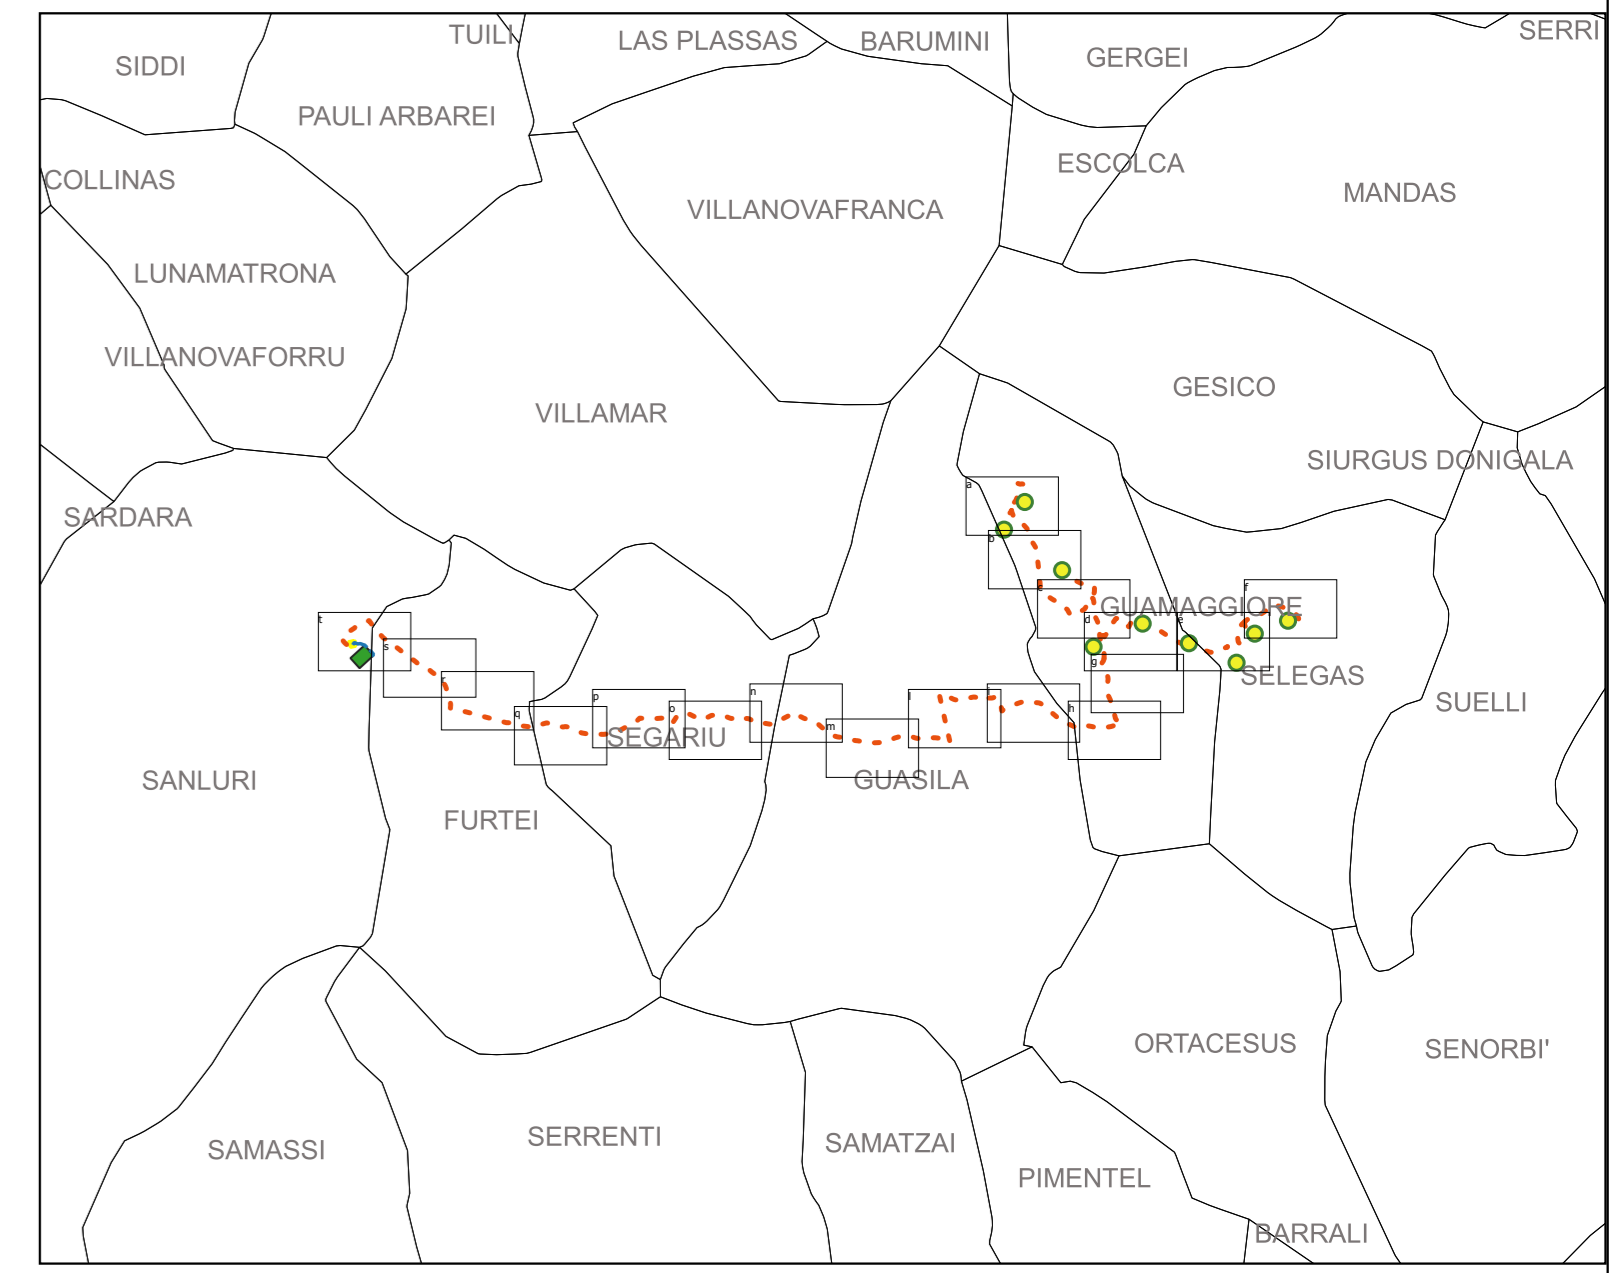 SERRI
TUILI
LAS PLASSAS
BARUMINI
GERGEI
SIDDI
PAULI ARBAREI
ESCOLCA
COLLINAS
MANDAS
VILLANOVAFRANCA
LUNAMATRONA
VILLANOVAFORRU
GESICO
VILLAMAR
SIURGUS DONIGALA
a
SARDARA
b
c
f
GUAMAGGIORE
t
d
e
s
g
SELEGAS
r
n
i
p
l
SUELLI
q
o
h
m
SEGARIU
SANLURI
GUASILA
FURTEI
ORTACESUS
SENORBI'
SERRENTI
SAMATZAI
SAMASSI
PIMENTEL
BARRALI